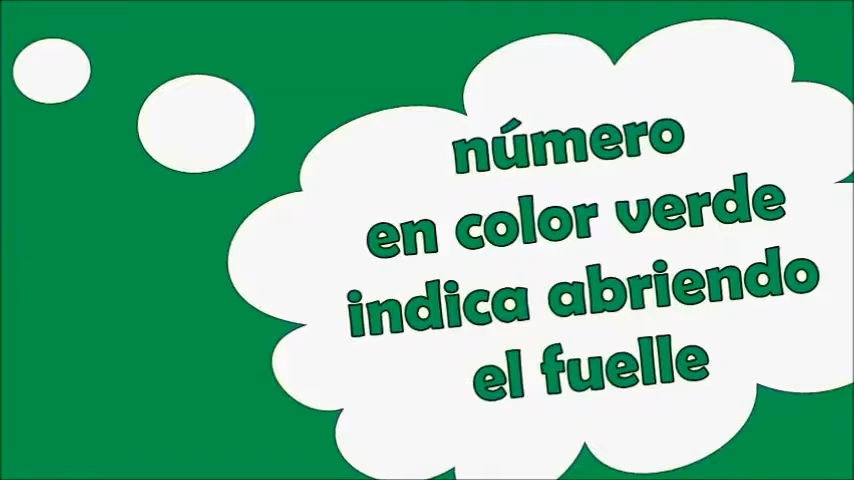 número
en color verde
indica abriendo
el fuelle